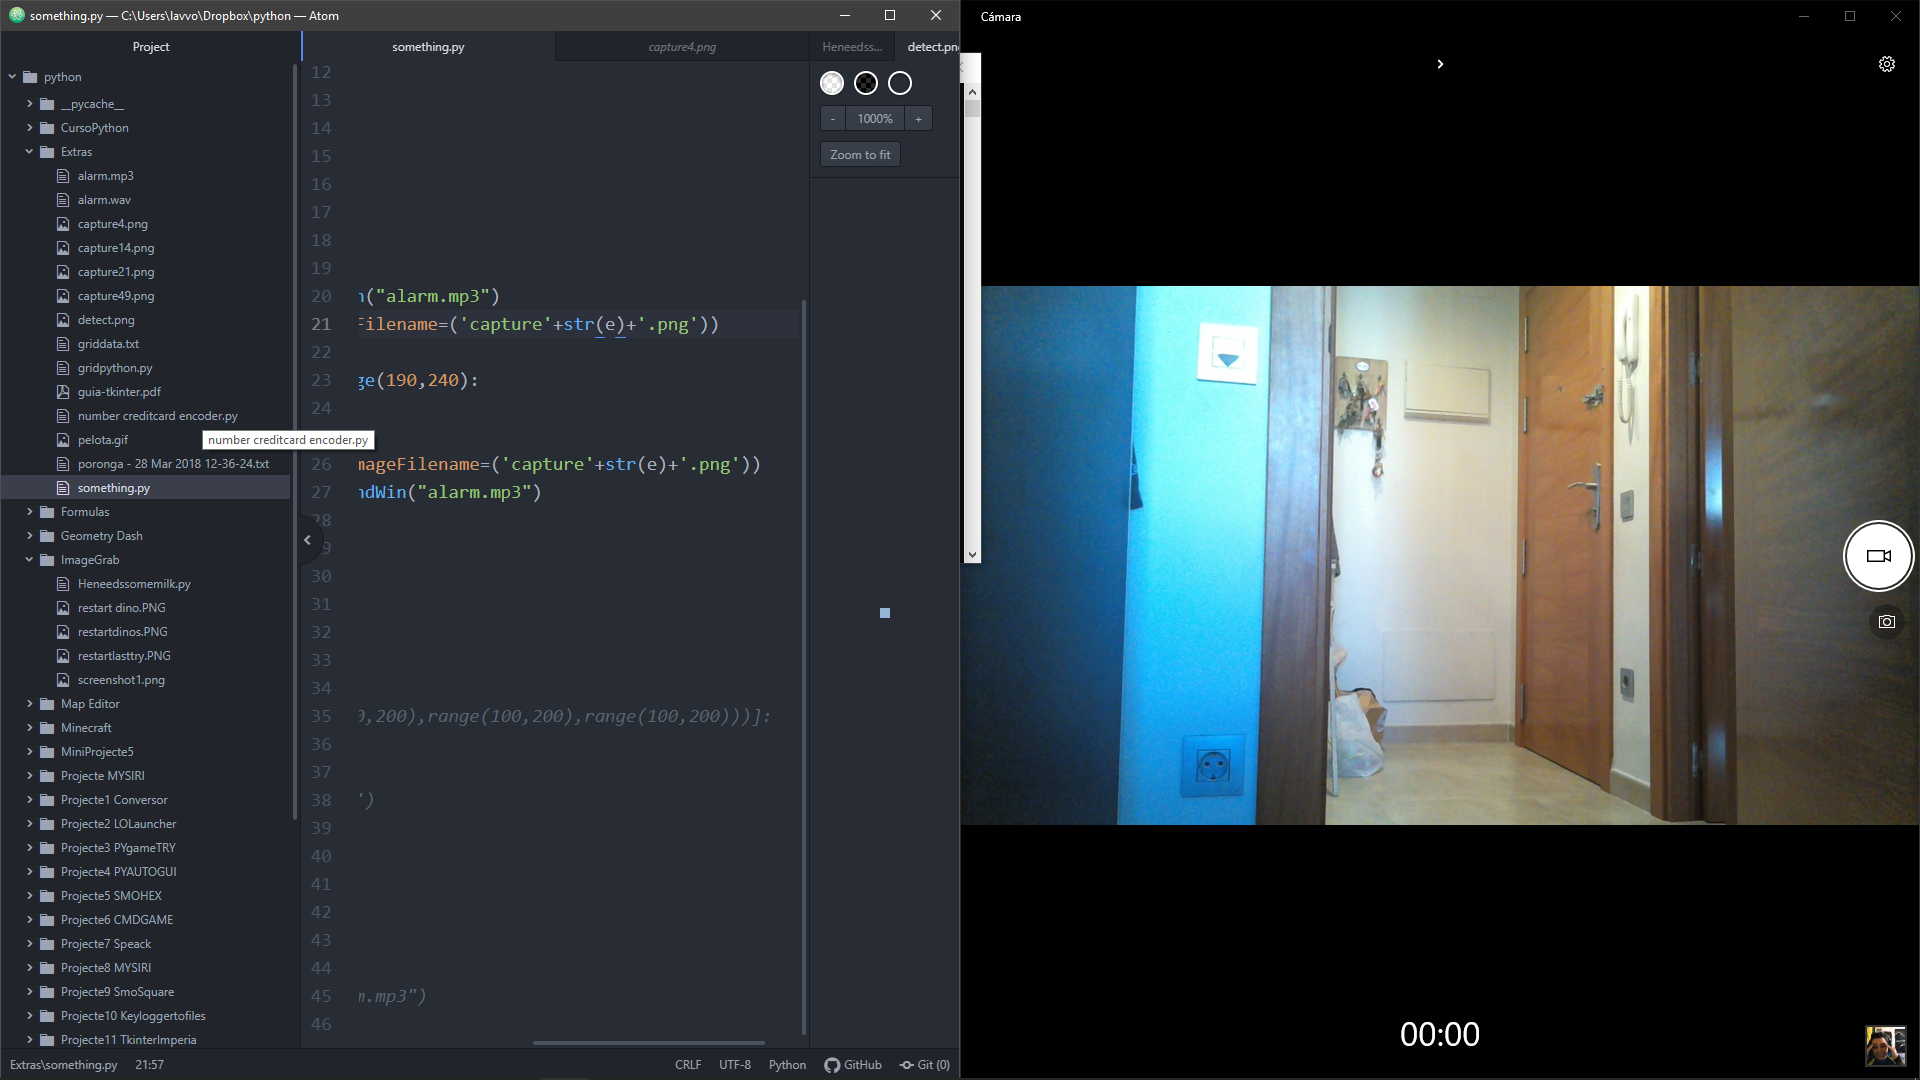 something.py — C:\Users\lavvo\Dropbox\python — Atom
Project
python
__pycache__
CursoPython
Extras
alarm.mp3
alarm.wav
capture4.png
capture14.png
capture21.png
capture49.png
detect.png
griddata.txt
gridpython.py
guia-tkinter.pdf
number creditcard encoder.py
pelota.gif
number creditcard encoder.py
poronga - 28 Mar 2018 12-36-24.txt
something.py
Formulas
Geometry Dash
ImageGrab
Heneedssomemilk.py
restart dino.PNG
restartdinos.PNG
restartlasttry.PNG
screenshot1.png
Map Editor
Minecraft
MiniProjecte5
Projecte MYSIRI
Projecte1 Conversor
Projecte2 LOLauncher
Projecte3 PYgameTRY
Projecte4 PYAUTOGUI
Projecte5 SMOHEX
Projecte6 CMDGAME
Projecte7 Speack
Projecte8 MYSIRI
Projecte9 SmoSquare
Projecte10 Keyloggertofiles
Projecte11 TkinterImperia
something.py
capture4.png
Heneedss...
detect.pn
12
13
14
15
16
17
18
19
20 n("alarm.mp3")
21 Filename=('capture'+str(e)+'.png'))
22
23 ge(190,240):
24
26 mageFilename=('capture'+str(e)+'.png'))
27 ndWin("alarm.mp3")
28
9
30
31
32
33
34
35 0,200),range(100,200),range(100,200)))]:
36
37
38 ")
39
40
41
42
43
44
45 m.mp3")
46
- 1000% +
Zoom to fit
Extras\something.py 21:57
CRLF UTF-8 Python GitHub Git (0)
Cámara
00:00